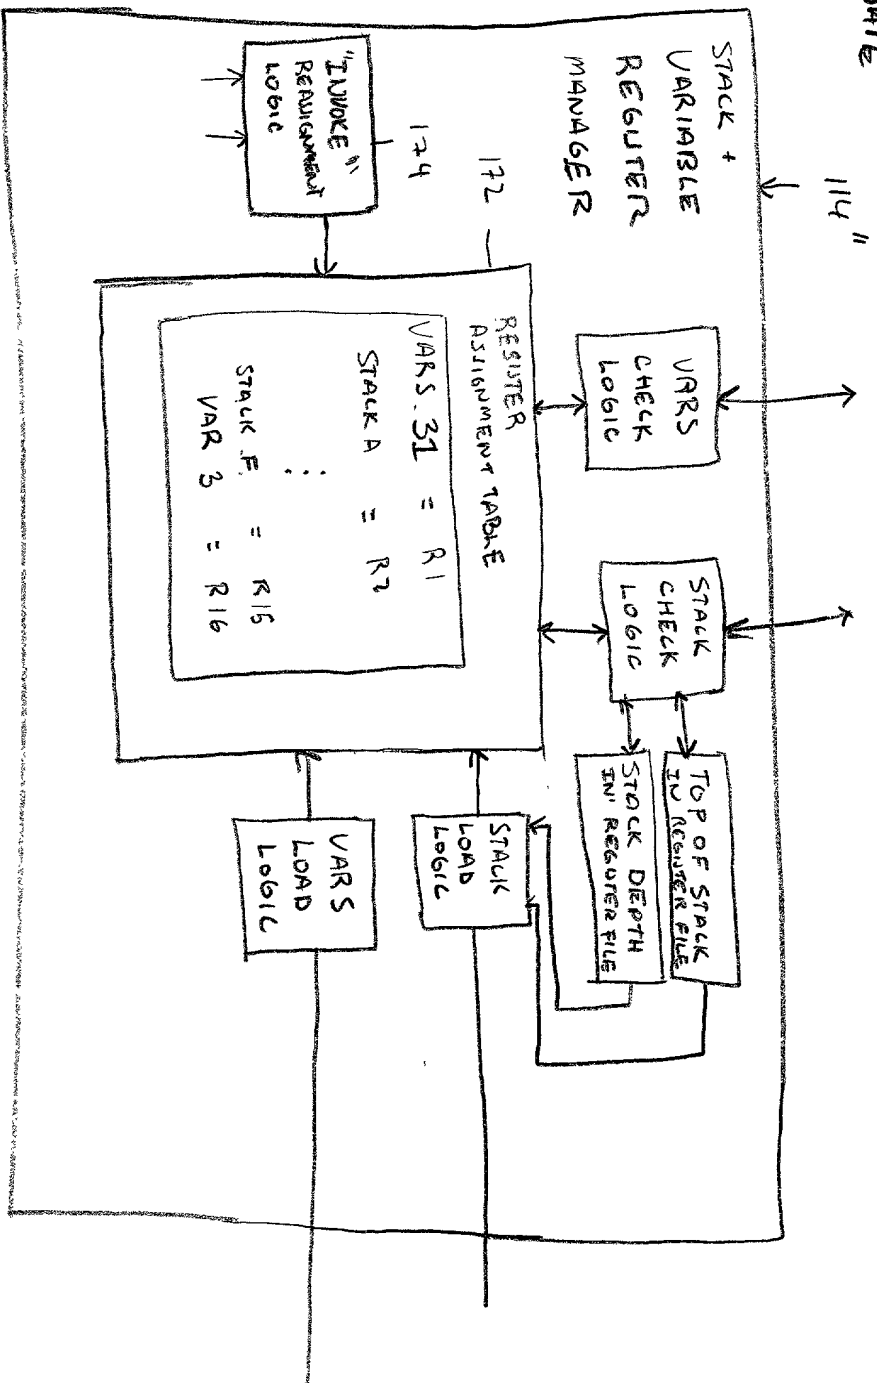 114"
STACK +
VARIABLE
REGISTER
MANAGER
VARS
CHECK
LOGIC
STACK
CHECK
LOGIC
TOP OF STACK
IN REGISTER FILE
STACK DEPTH
IN REGISTER FILE
172
174
"INVOKE"
REASSIGNMENT
LOGIC
REGISTER
ASSIGNMENT TABLE
VARS.31 = R1
STACK A = R2
⋮
STACK F = R15
VAR 3 = R16
STACK
LOAD
LOGIC
VARS
LOAD
LOGIC